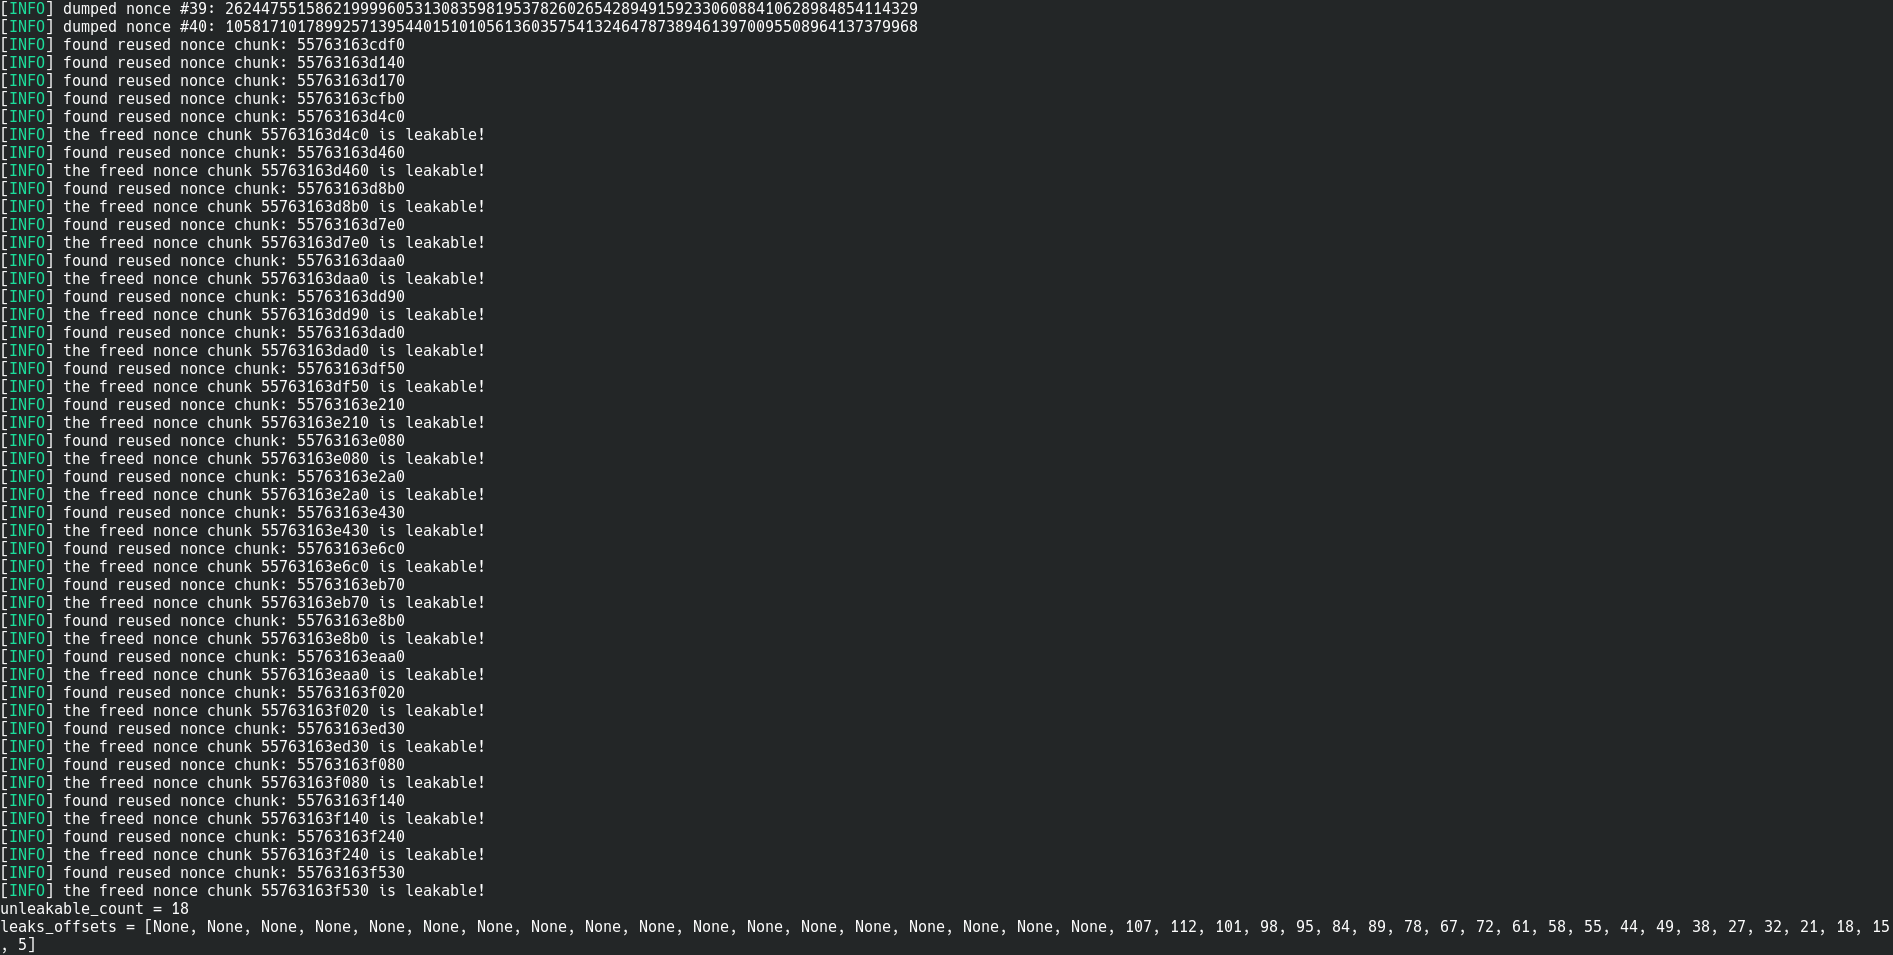 [INFO] dumped nonce #39: 26244755158621999960531308359819537826026542894915923306088410628984854114329
[INFO] dumped nonce #40: 10581710178992571395440151010561360357541324647873894613970095508964137379968
[INFO] found reused nonce chunk: 55763163cdf0
[INFO] found reused nonce chunk: 55763163d140
[INFO] found reused nonce chunk: 55763163d170
[INFO] found reused nonce chunk: 55763163cfb0
[INFO] found reused nonce chunk: 55763163d4c0
[INFO] the freed nonce chunk 55763163d4c0 is leakable!
[INFO] found reused nonce chunk: 55763163d460
[INFO] the freed nonce chunk 55763163d460 is leakable!
[INFO] found reused nonce chunk: 55763163d8b0
[INFO] the freed nonce chunk 55763163d8b0 is leakable!
[INFO] found reused nonce chunk: 55763163d7e0
[INFO] the freed nonce chunk 55763163d7e0 is leakable!
[INFO] found reused nonce chunk: 55763163daa0
[INFO] the freed nonce chunk 55763163daa0 is leakable!
[INFO] found reused nonce chunk: 55763163dd90
[INFO] the freed nonce chunk 55763163dd90 is leakable!
[INFO] found reused nonce chunk: 55763163dad0
[INFO] the freed nonce chunk 55763163dad0 is leakable!
[INFO] found reused nonce chunk: 55763163df50
[INFO] the freed nonce chunk 55763163df50 is leakable!
[INFO] found reused nonce chunk: 55763163e210
[INFO] the freed nonce chunk 55763163e210 is leakable!
[INFO] found reused nonce chunk: 55763163e080
[INFO] the freed nonce chunk 55763163e080 is leakable!
[INFO] found reused nonce chunk: 55763163e2a0
[INFO] the freed nonce chunk 55763163e2a0 is leakable!
[INFO] found reused nonce chunk: 55763163e430
[INFO] the freed nonce chunk 55763163e430 is leakable!
[INFO] found reused nonce chunk: 55763163e6c0
[INFO] the freed nonce chunk 55763163e6c0 is leakable!
[INFO] found reused nonce chunk: 55763163eb70
[INFO] the freed nonce chunk 55763163eb70 is leakable!
[INFO] found reused nonce chunk: 55763163e8b0
[INFO] the freed nonce chunk 55763163e8b0 is leakable!
[INFO] found reused nonce chunk: 55763163eaa0
[INFO] the freed nonce chunk 55763163eaa0 is leakable!
[INFO] found reused nonce chunk: 55763163f020
[INFO] the freed nonce chunk 55763163f020 is leakable!
[INFO] found reused nonce chunk: 55763163ed30
[INFO] the freed nonce chunk 55763163ed30 is leakable!
[INFO] found reused nonce chunk: 55763163f080
[INFO] the freed nonce chunk 55763163f080 is leakable!
[INFO] found reused nonce chunk: 55763163f140
[INFO] the freed nonce chunk 55763163f140 is leakable!
[INFO] found reused nonce chunk: 55763163f240
[INFO] the freed nonce chunk 55763163f240 is leakable!
[INFO] found reused nonce chunk: 55763163f530
[INFO] the freed nonce chunk 55763163f530 is leakable!
unleakable_count = 18
leaks_offsets = [None, None, None, None, None, None, None, None, None, None, None, None, None, None, None, None, None, None, 107, 112, 101, 98, 95, 84, 89, 78, 67, 72, 61, 58, 55, 44, 49, 38, 27, 32, 21, 18, 15
, 5]